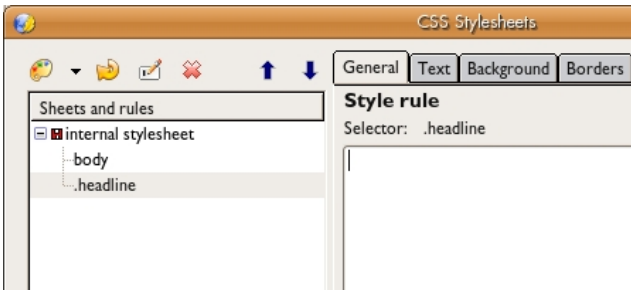 CSS Stylesheets
General Text Background Borders
Sheets and rules
internal stylesheet
body
.headline
Style rule
Selector: .headline